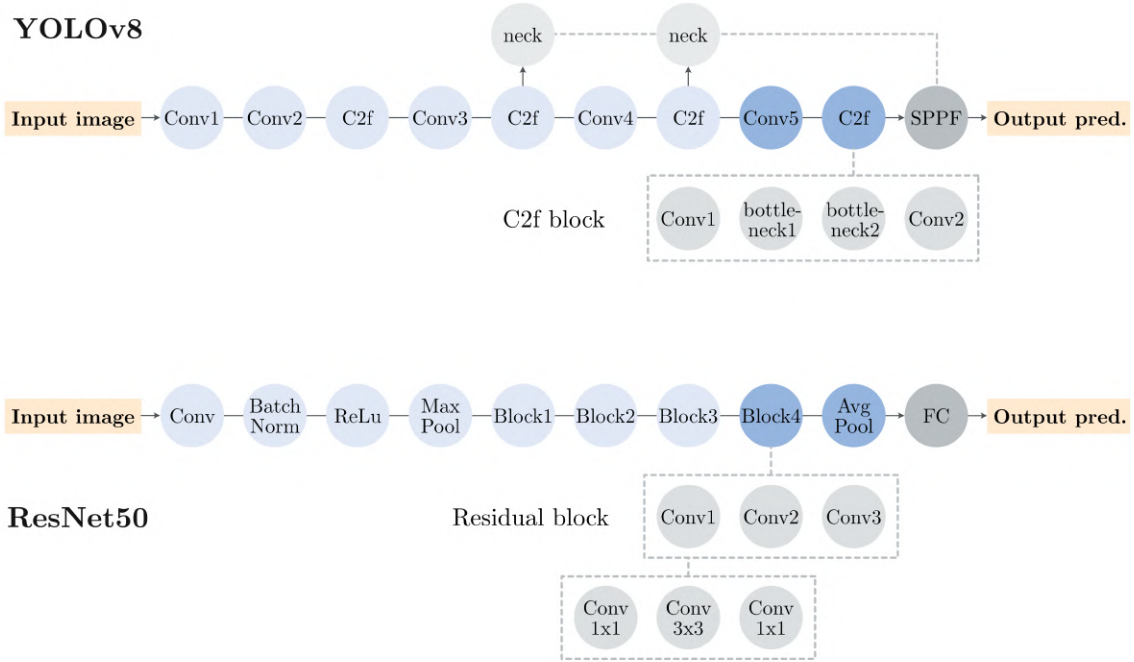 YOLOv8
neck neck
Input image Conv1 Conv2 C2f Conv3 C2f Conv4 C2f Conv5 C2f SPPF Output pred.
C2f block Conv1 bottle-
neck1 bottle-
neck2 Conv2
Input image Conv Batch
Norm ReLu Max
Pool Block1 Block2 Block3 Block4 Avg
Pool FC Output pred.
ResNet50
Residual block Conv1 Conv2 Conv3
Conv
1x1 Conv
3x3 Conv
1x1